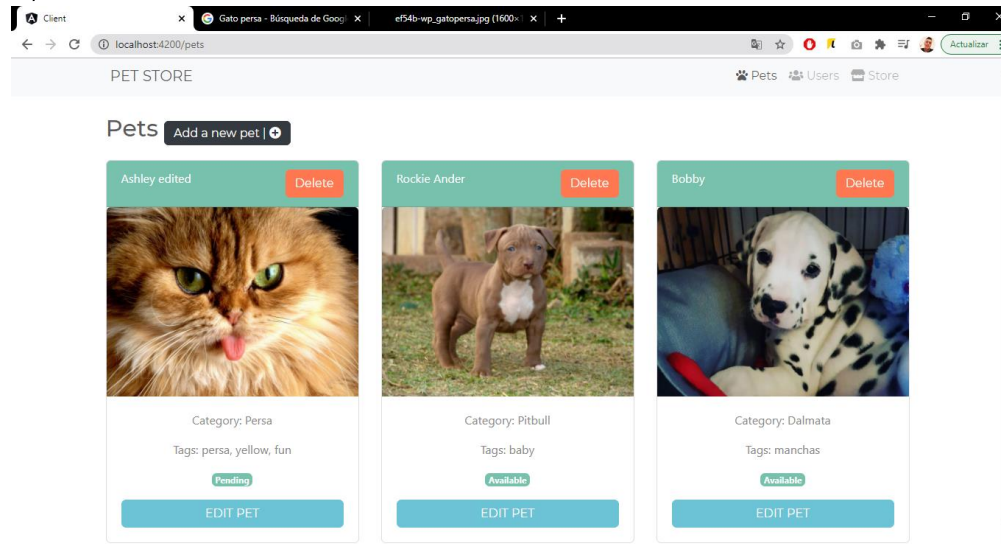 Client
Gato persa - Búsqueda de Goog
ef54b-wp_gatopersa.jpg (1600×1
localhost:4200/pets
Actualizar
PET STORE
Pets Users Store
Pets Add a new pet |
Ashley edited Delete
Rockie Ander Delete
Bobby Delete
Category: Persa
Tags: persa, yellow, fun
Pending
EDIT PET
Category: Pitbull
Tags: baby
Available
EDIT PET
Category: Dalmata
Tags: manchas
Available
EDIT PET